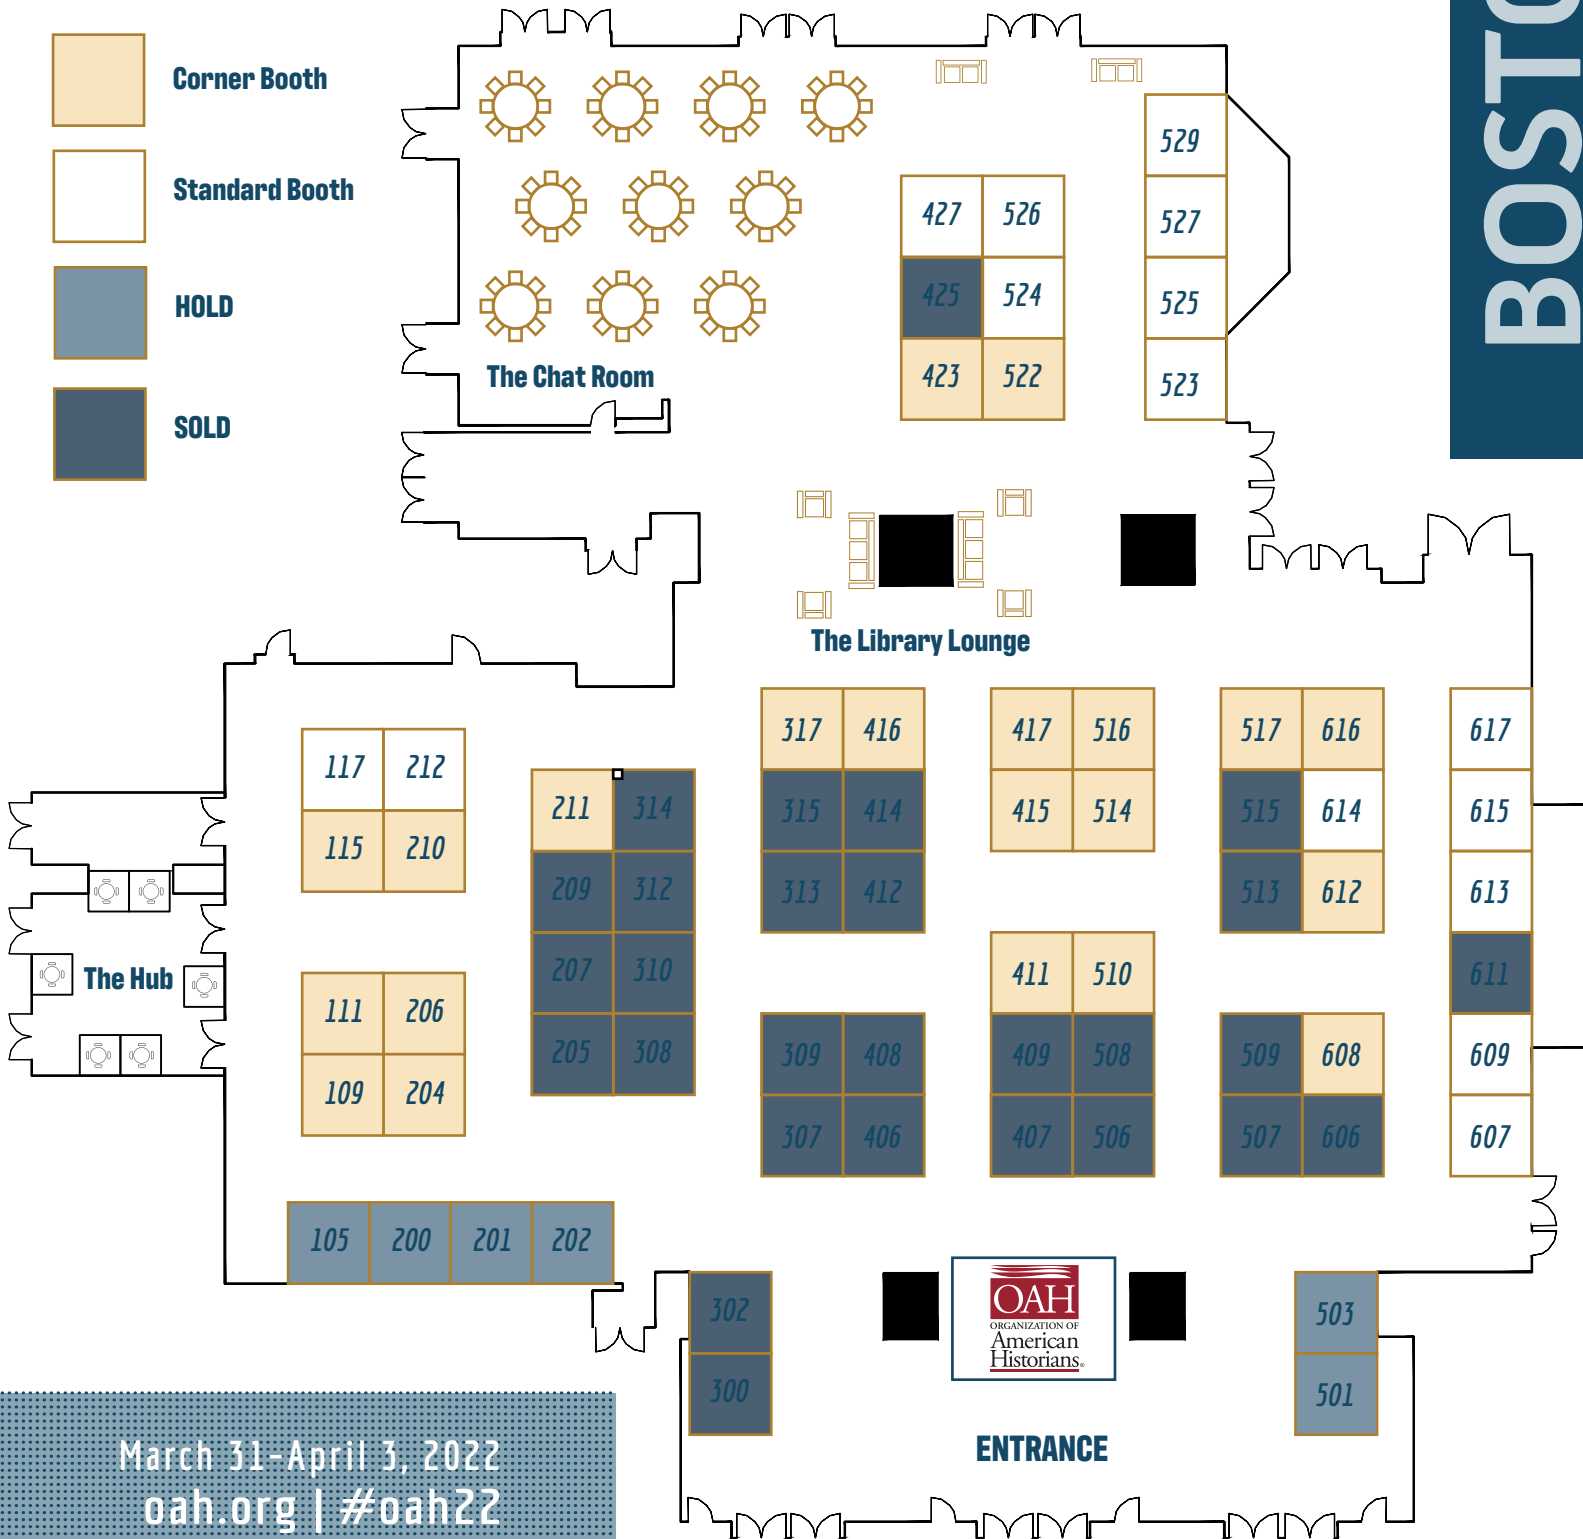 Corner Booth
Standard Booth
HOLD
SOLD
BOSTO
529
427 526
527
425 524
525
423 522
523
The Chat Room
The Library Lounge
317 416
417 516
517 616
617
117 212
211 314
315 414
415 514
515 614
615
115 210
209 312
313 412
513 612
613
The Hub
207 310
411 510
611
111 206
205 308
309 408
409 508
509 608
609
109 204
307 406
407 506
507 606
607
105 200 201 202
302
300
OAH
ORGANIZATION OF
American
Historians®
503
501
ENTRANCE
March 31-April 3, 2022
oah.org | #oah22